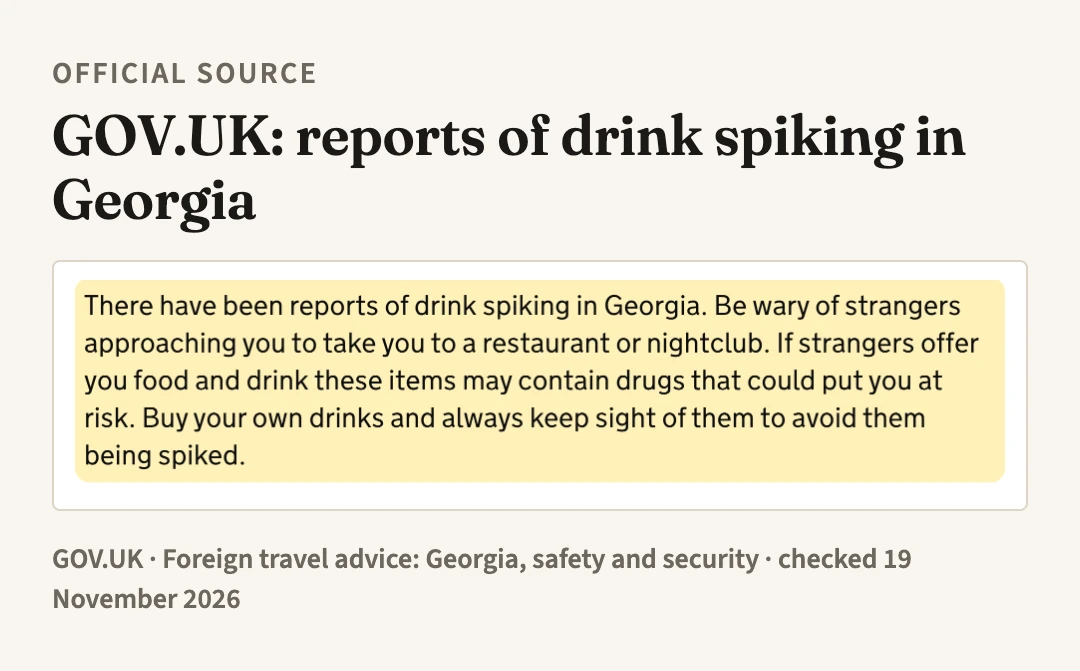 OFFICIAL SOURCE
GOV.UK: reports of drink spiking in
Georgia
There have been reports of drink spiking in Georgia. Be wary of strangers
approaching you to take you to a restaurant or nightclub. If strangers offer
you food and drink these items may contain drugs that could put you at
risk. Buy your own drinks and always keep sight of them to avoid them
being spiked.
GOV.UK · Foreign travel advice: Georgia, safety and security · checked 19
November 2026